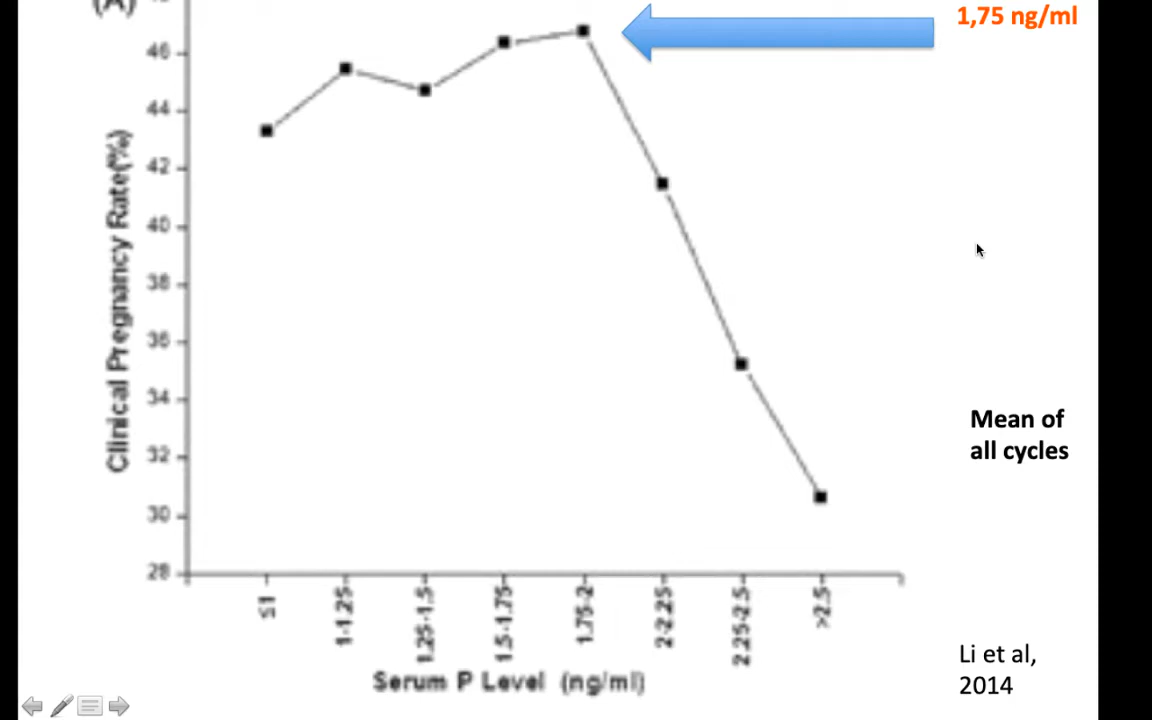 (A)
1,75 ng/ml
46
44
42
40
38
36
34
32
30
28
Clinical Pregnancy Rate(%)
Mean of
all cycles
≤1
1-1.25
1.25-1.5
1.5-1.75
1.75-2
2-2.25
2.25-2.5
>2.5
Serum P Level (ng/ml)
Li et al,
2014